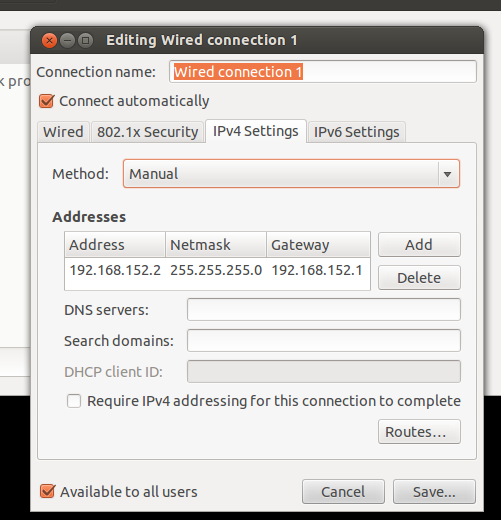 Editing Wired connection 1
Connection name: Wired connection 1
Connect automatically
Wired 802.1x Security IPv4 Settings IPv6 Settings
Method: Manual
Addresses
Address Netmask Gateway Add
192.168.152.2 255.255.255.0 192.168.152.1 Delete
DNS servers:
Search domains:
DHCP client ID:
Require IPv4 addressing for this connection to complete
Routes…
Available to all users Cancel Save...